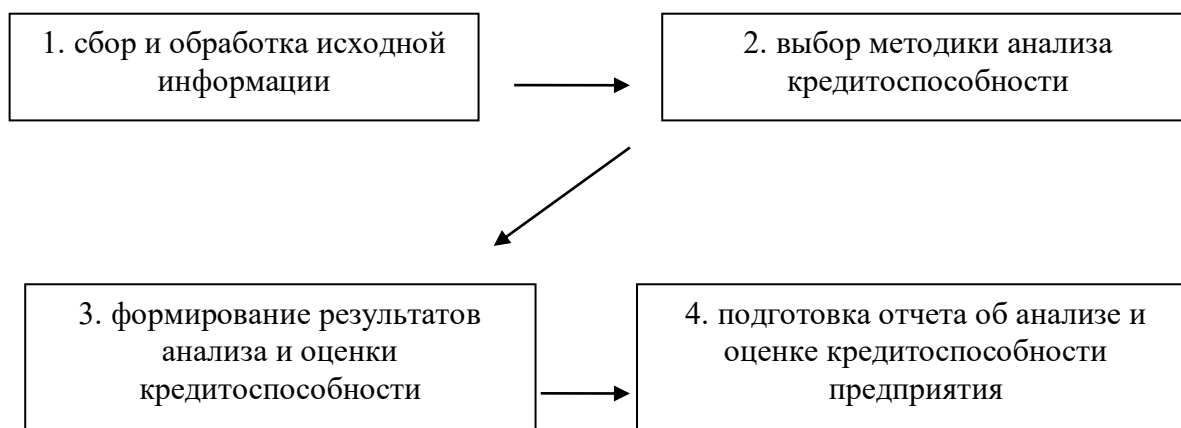 1. сбор и обработка исходной
информации
2. выбор методики анализа
кредитоспособности
3. формирование результатов
анализа и оценки
кредитоспособности
4. подготовка отчета об анализе и
оценке кредитоспособности
предприятия